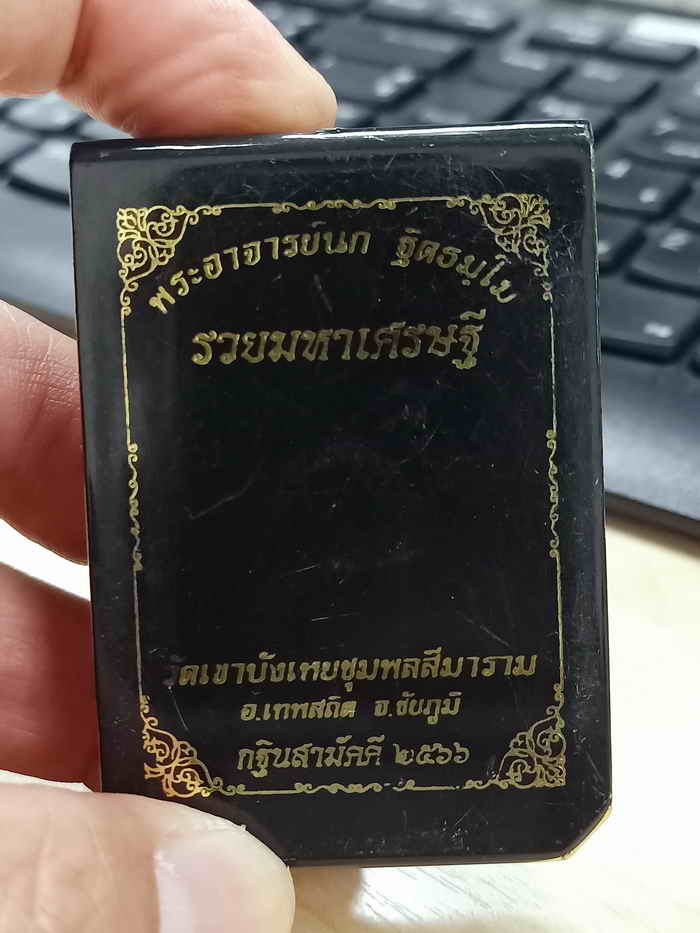 พระอาจารย์นก ฐิตธมฺโม
รวยมหาเศรษฐี
วัดเขาบังเหยชุมพลสีมาราม
อ.เทพสถิต จ.ชัยภูมิ
กฐินสามัคคี ๒๕๖๖